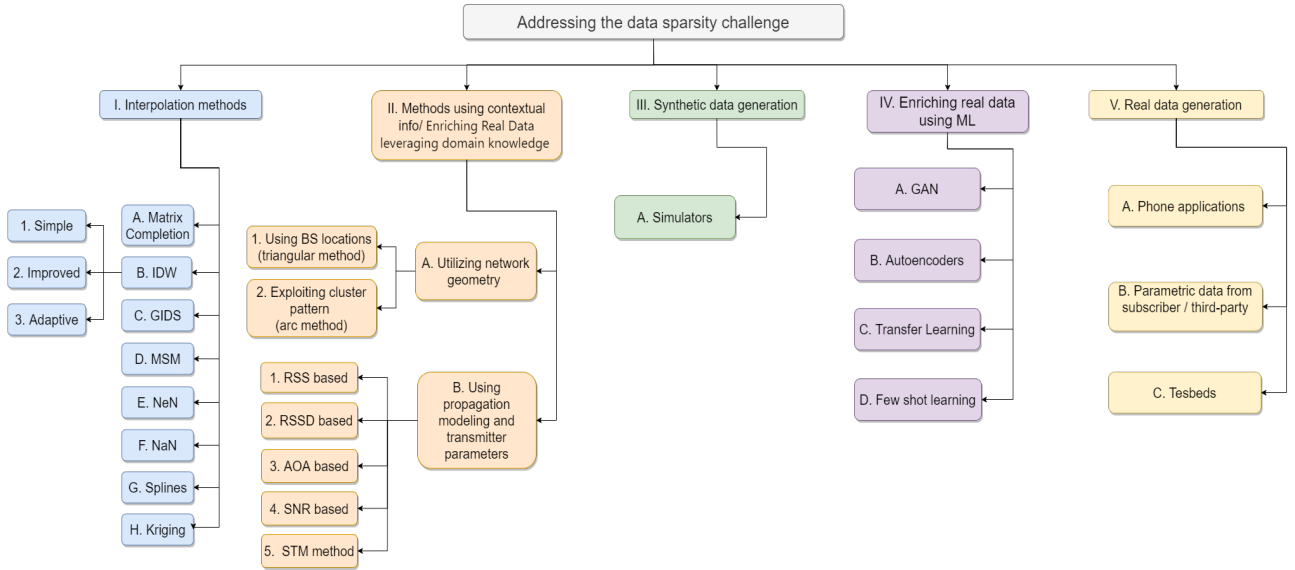 Addressing the data sparsity challenge
I. Interpolation methods
A. Matrix
Completion
B. IDW
1. Simple
2. Improved
3. Adaptive
C. GIDS
D. MSM
E. NeN
F. NaN
G. Splines
H. Kriging
II. Methods using contextual
info/ Enriching Real Data
leveraging domain knowledge
A. Utilizing network
geometry
1. Using BS locations
(triangular method)
2. Exploiting cluster
pattern
(arc method)
B. Using
propagation
modeling and
transmitter
parameters
1. RSS based
2. RSSD based
3. AOA based
4. SNR based
5. STM method
III. Synthetic data generation
A. Simulators
IV. Enriching real data
using ML
A. GAN
B. Autoencoders
C. Transfer Learning
D. Few shot learning
V. Real data generation
A. Phone applications
B. Parametric data from
subscriber / third-party
C. Tesbeds